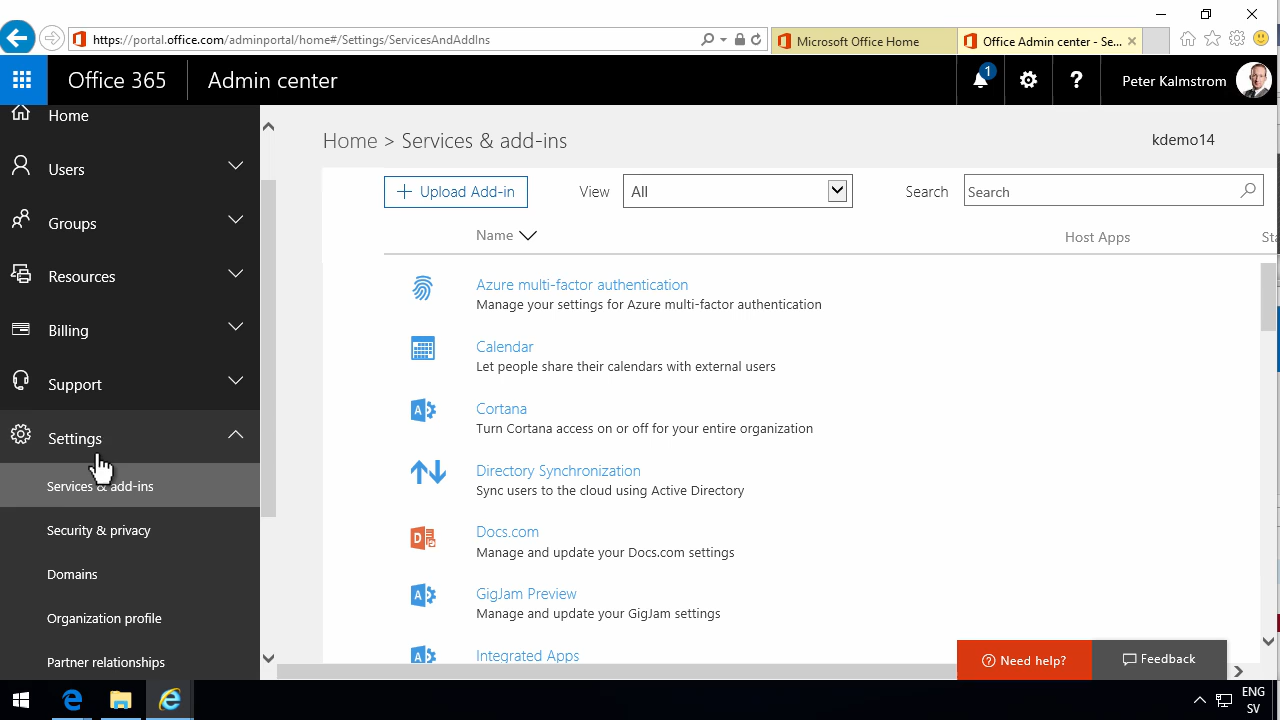 https://portal.office.com/adminportal/home#/Settings/ServicesAndAddIns
Microsoft Office Home
Office Admin center - Se...
Office 365
Admin center
1
?
Peter Kalmstrom
Home
Users
Groups
Resources
Billing
Support
Settings
Services & add-ins
Security & privacy
Domains
Organization profile
Partner relationships
Home > Services & add-ins
kdemo14
+ Upload Add-in
View
All
Search
Search
Name
Host Apps
Sta
Azure multi-factor authentication
Manage your settings for Azure multi-factor authentication
Calendar
Let people share their calendars with external users
Cortana
Turn Cortana access on or off for your entire organization
Directory Synchronization
Sync users to the cloud using Active Directory
Docs.com
Manage and update your Docs.com settings
GigJam Preview
Manage and update your GigJam settings
Integrated Apps
Need help?
Feedback
ENG
SV